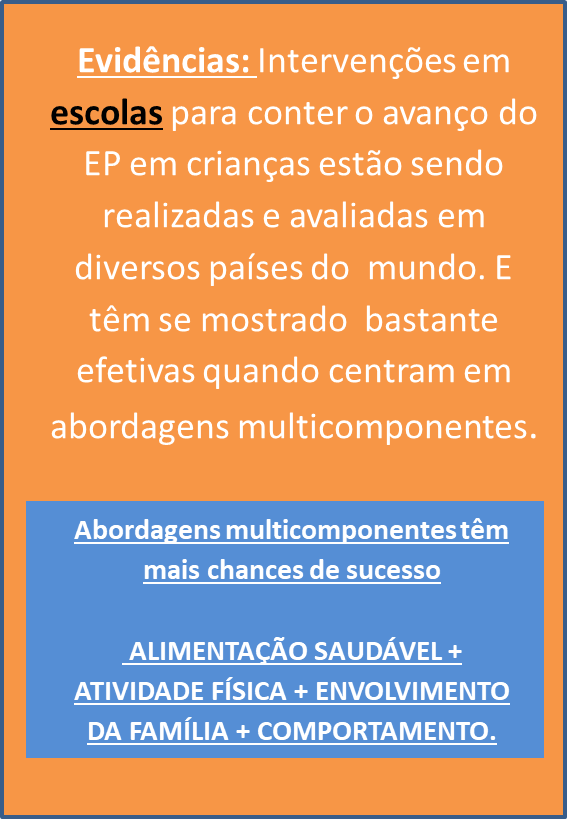 Evidências: Intervenções em
escolas para conter o avanço do
EP em crianças estão sendo
realizadas e avaliadas em
diversos países do  mundo. E
têm se mostrado  bastante
efetivas quando centram em
abordagens multicomponentes.
Abordagens multicomponentes têm
mais chances de sucesso
ALIMENTAÇÃO SAUDÁVEL +
ATIVIDADE FÍSICA + ENVOLVIMENTO
DA FAMÍLIA + COMPORTAMENTO.